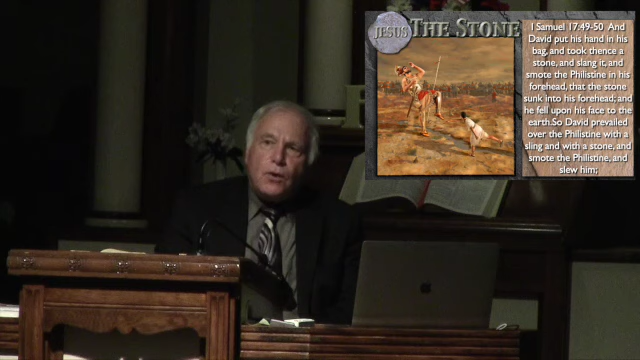 JESUS THE STONE
I Samuel 17:49-50 And
David put his hand in his
bag, and took thence a
stone, and slang it, and
smote the Philistine in his
forehead, that the stone
sunk into his forehead; and
he fell upon his face to the
earth.So David prevailed
over the Philistine with a
sling and with a stone, and
smote the Philistine, and
slew him;